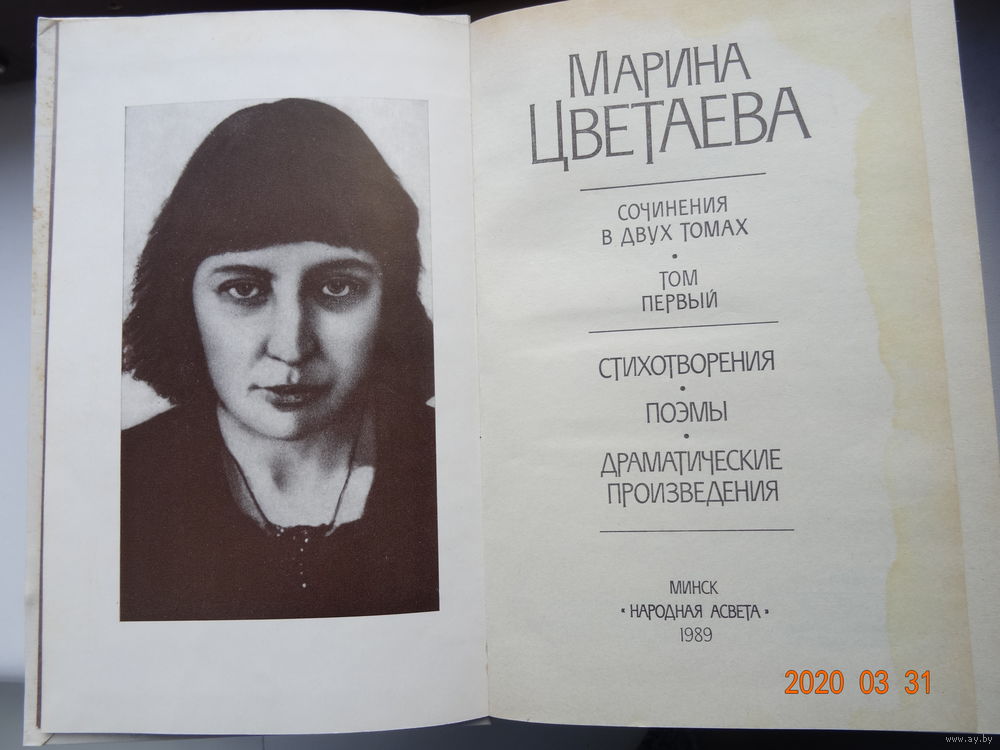 МАРИНА
ЦВЕТАЕВА
СОЧИНЕНИЯ
В ДВУХ ТОМАХ
•
ТОМ
ПЕРВЫЙ
СТИХОТВОРЕНИЯ
•
ПОЭМЫ
•
ДРАМАТИЧЕСКИЕ
ПРОИЗВЕДЕНИЯ
МИНСК
«НАРОДНАЯ АСВЕТА»
1989
2020 03 31
www.ay.by